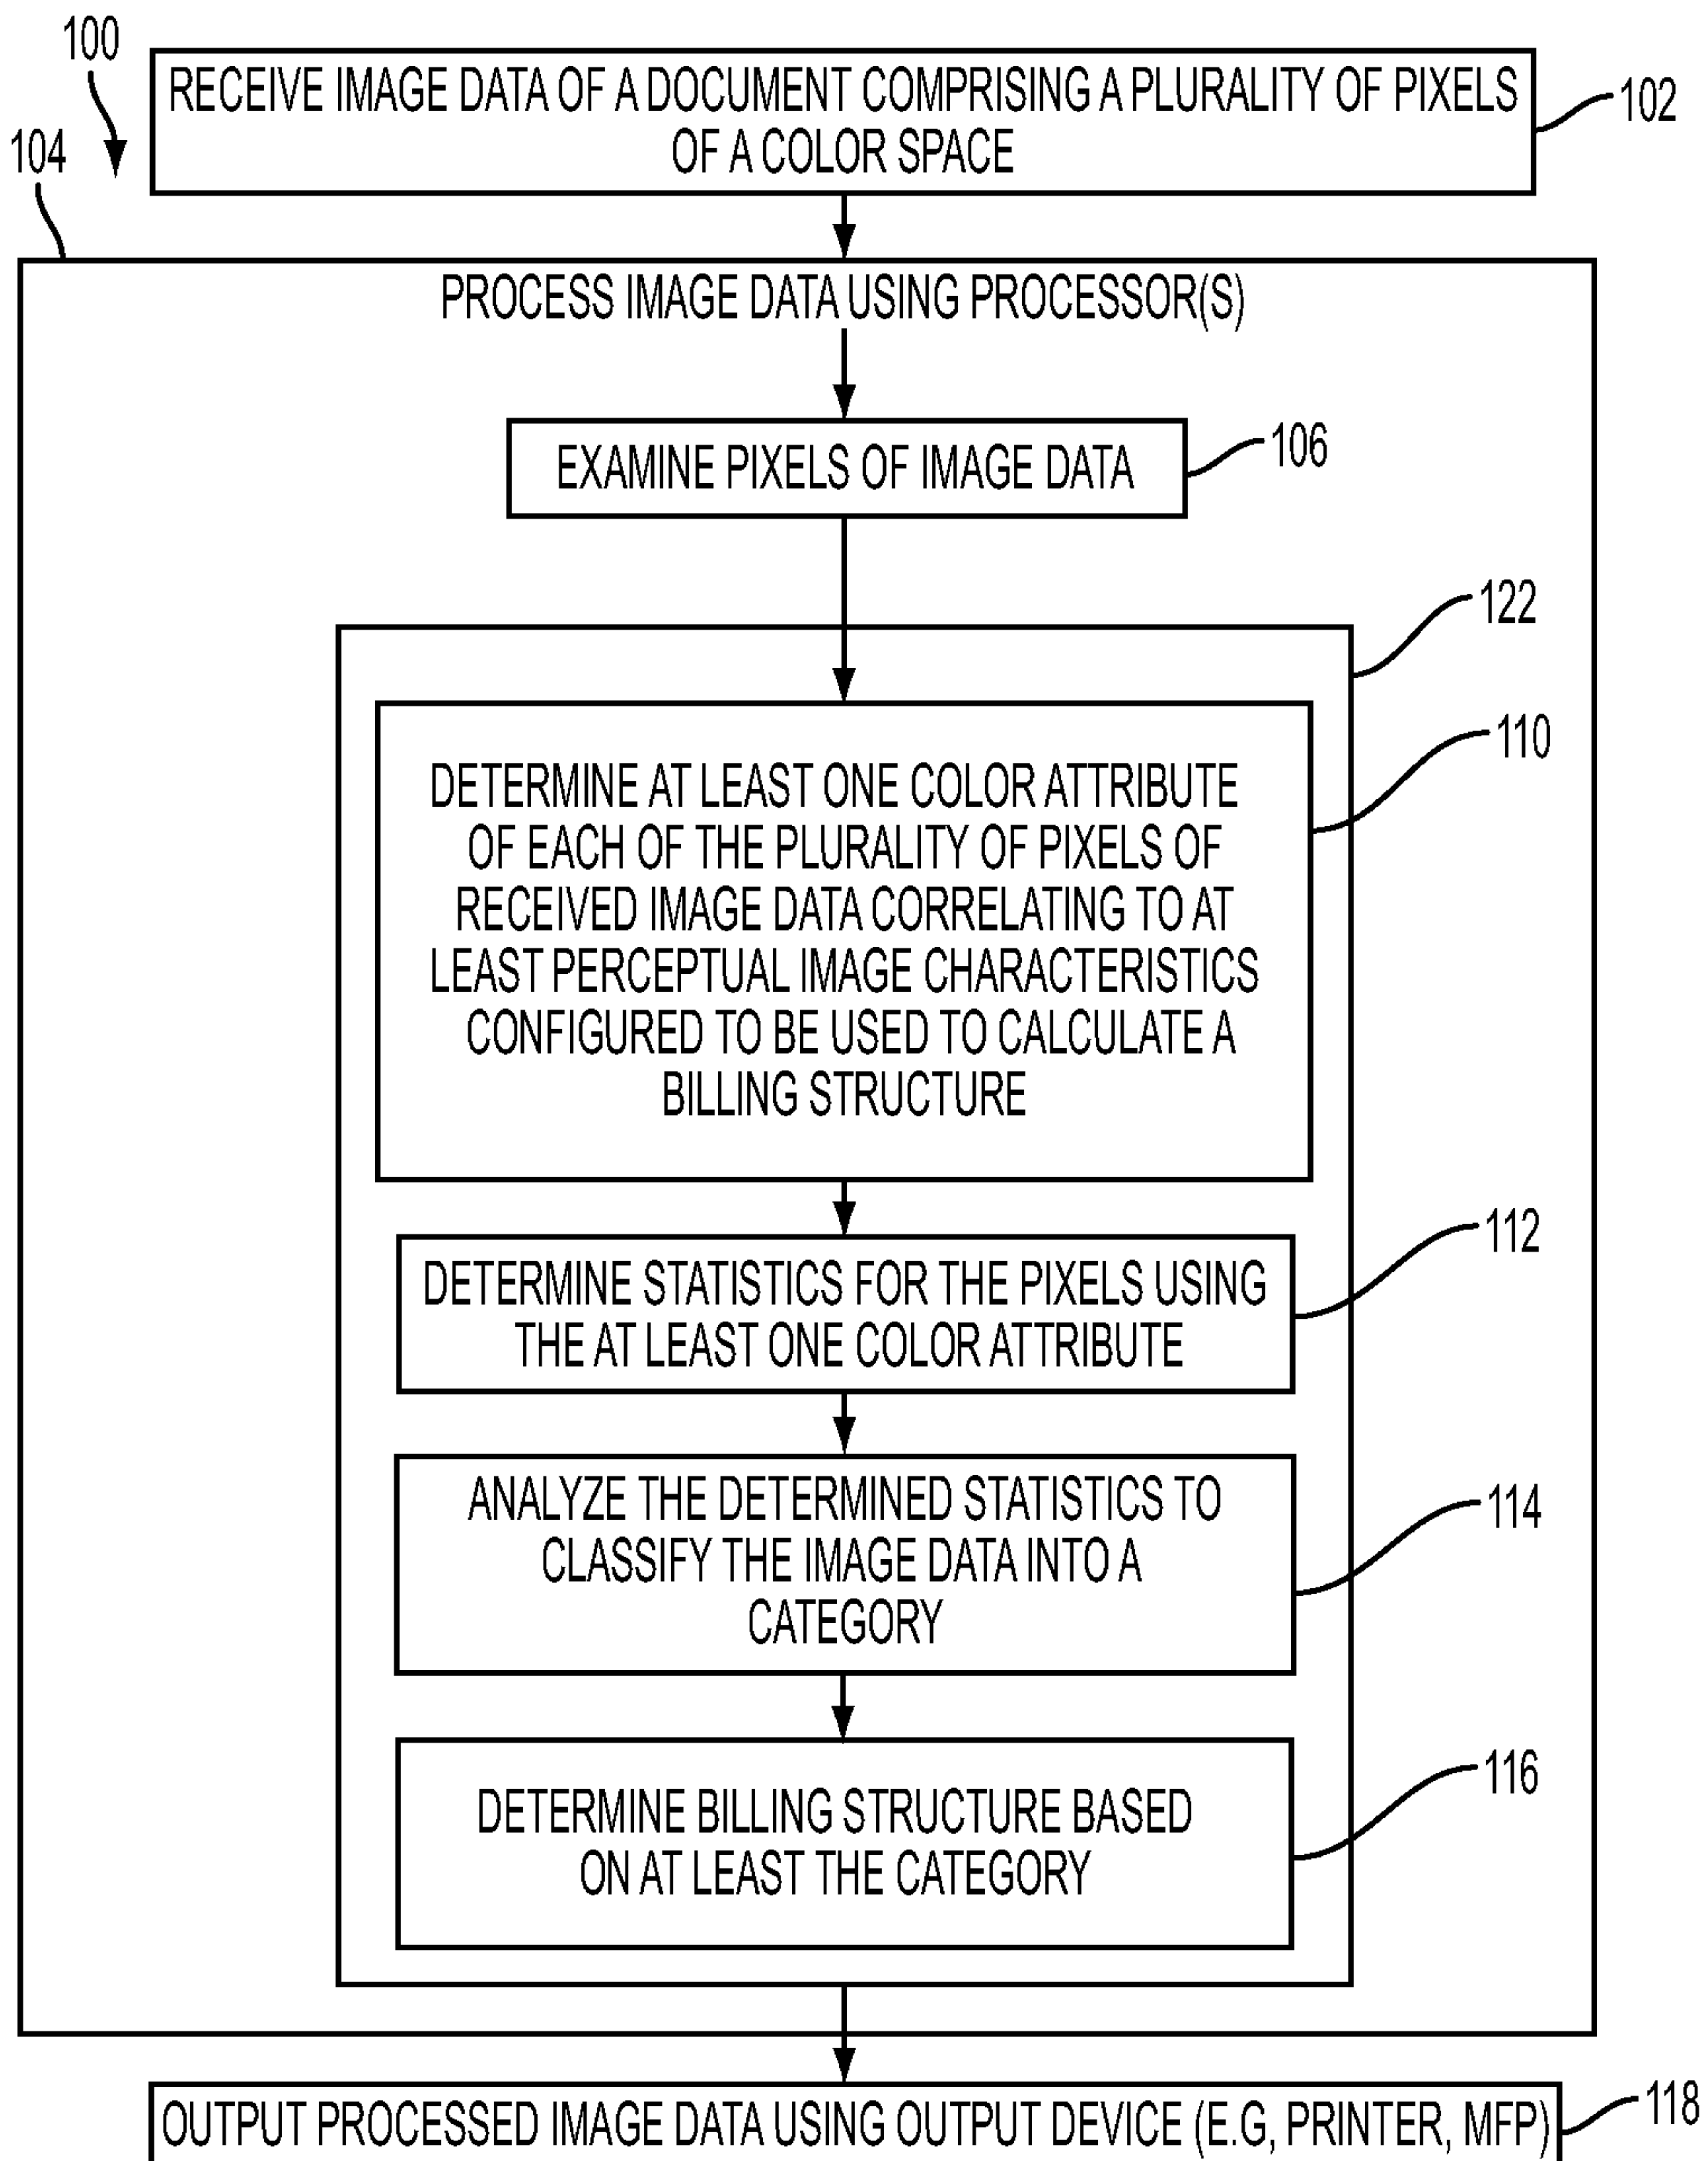 100
RECEIVE IMAGE DATA OF A DOCUMENT COMPRISING A PLURALITY OF PIXELS
OF A COLOR SPACE
102
104
PROCESS IMAGE DATA USING PROCESSOR(S)
EXAMINE PIXELS OF IMAGE DATA
106
122
DETERMINE AT LEAST ONE COLOR ATTRIBUTE
OF EACH OF THE PLURALITY OF PIXELS OF
RECEIVED IMAGE DATA CORRELATING TO AT
LEAST PERCEPTUAL IMAGE CHARACTERISTICS
CONFIGURED TO BE USED TO CALCULATE A
BILLING STRUCTURE
110
DETERMINE STATISTICS FOR THE PIXELS USING
THE AT LEAST ONE COLOR ATTRIBUTE
112
ANALYZE THE DETERMINED STATISTICS TO
CLASSIFY THE IMAGE DATA INTO A
CATEGORY
114
DETERMINE BILLING STRUCTURE BASED
ON AT LEAST THE CATEGORY
116
OUTPUT PROCESSED IMAGE DATA USING OUTPUT DEVICE (E.G, PRINTER, MFP)
118